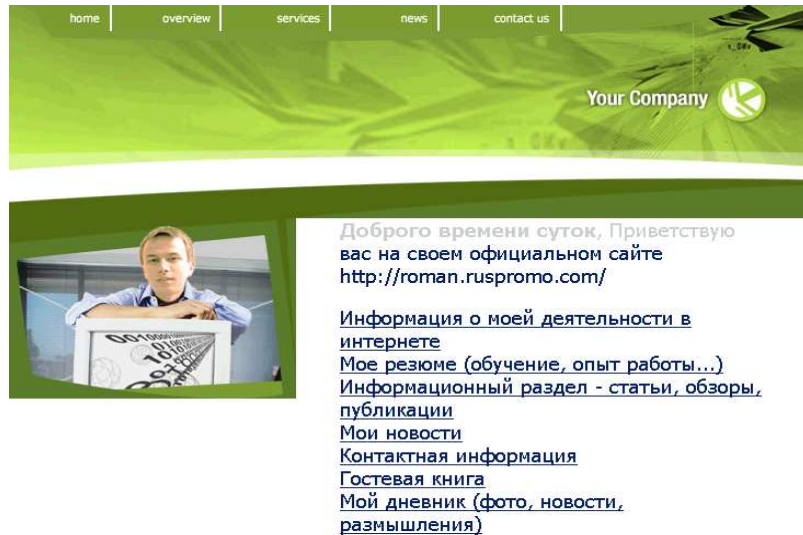 home overview services news contact us
Your Company
Доброго времени суток, Приветствую
вас на своем официальном сайте
http://roman.ruspromo.com/
Информация о моей деятельности в
интернете
Мое резюме (обучение, опыт работы...)
Информационный раздел - статьи, обзоры,
публикации
Мои новости
Контактная информация
Гостевая книга
Мой дневник (фото, новости,
размышления)